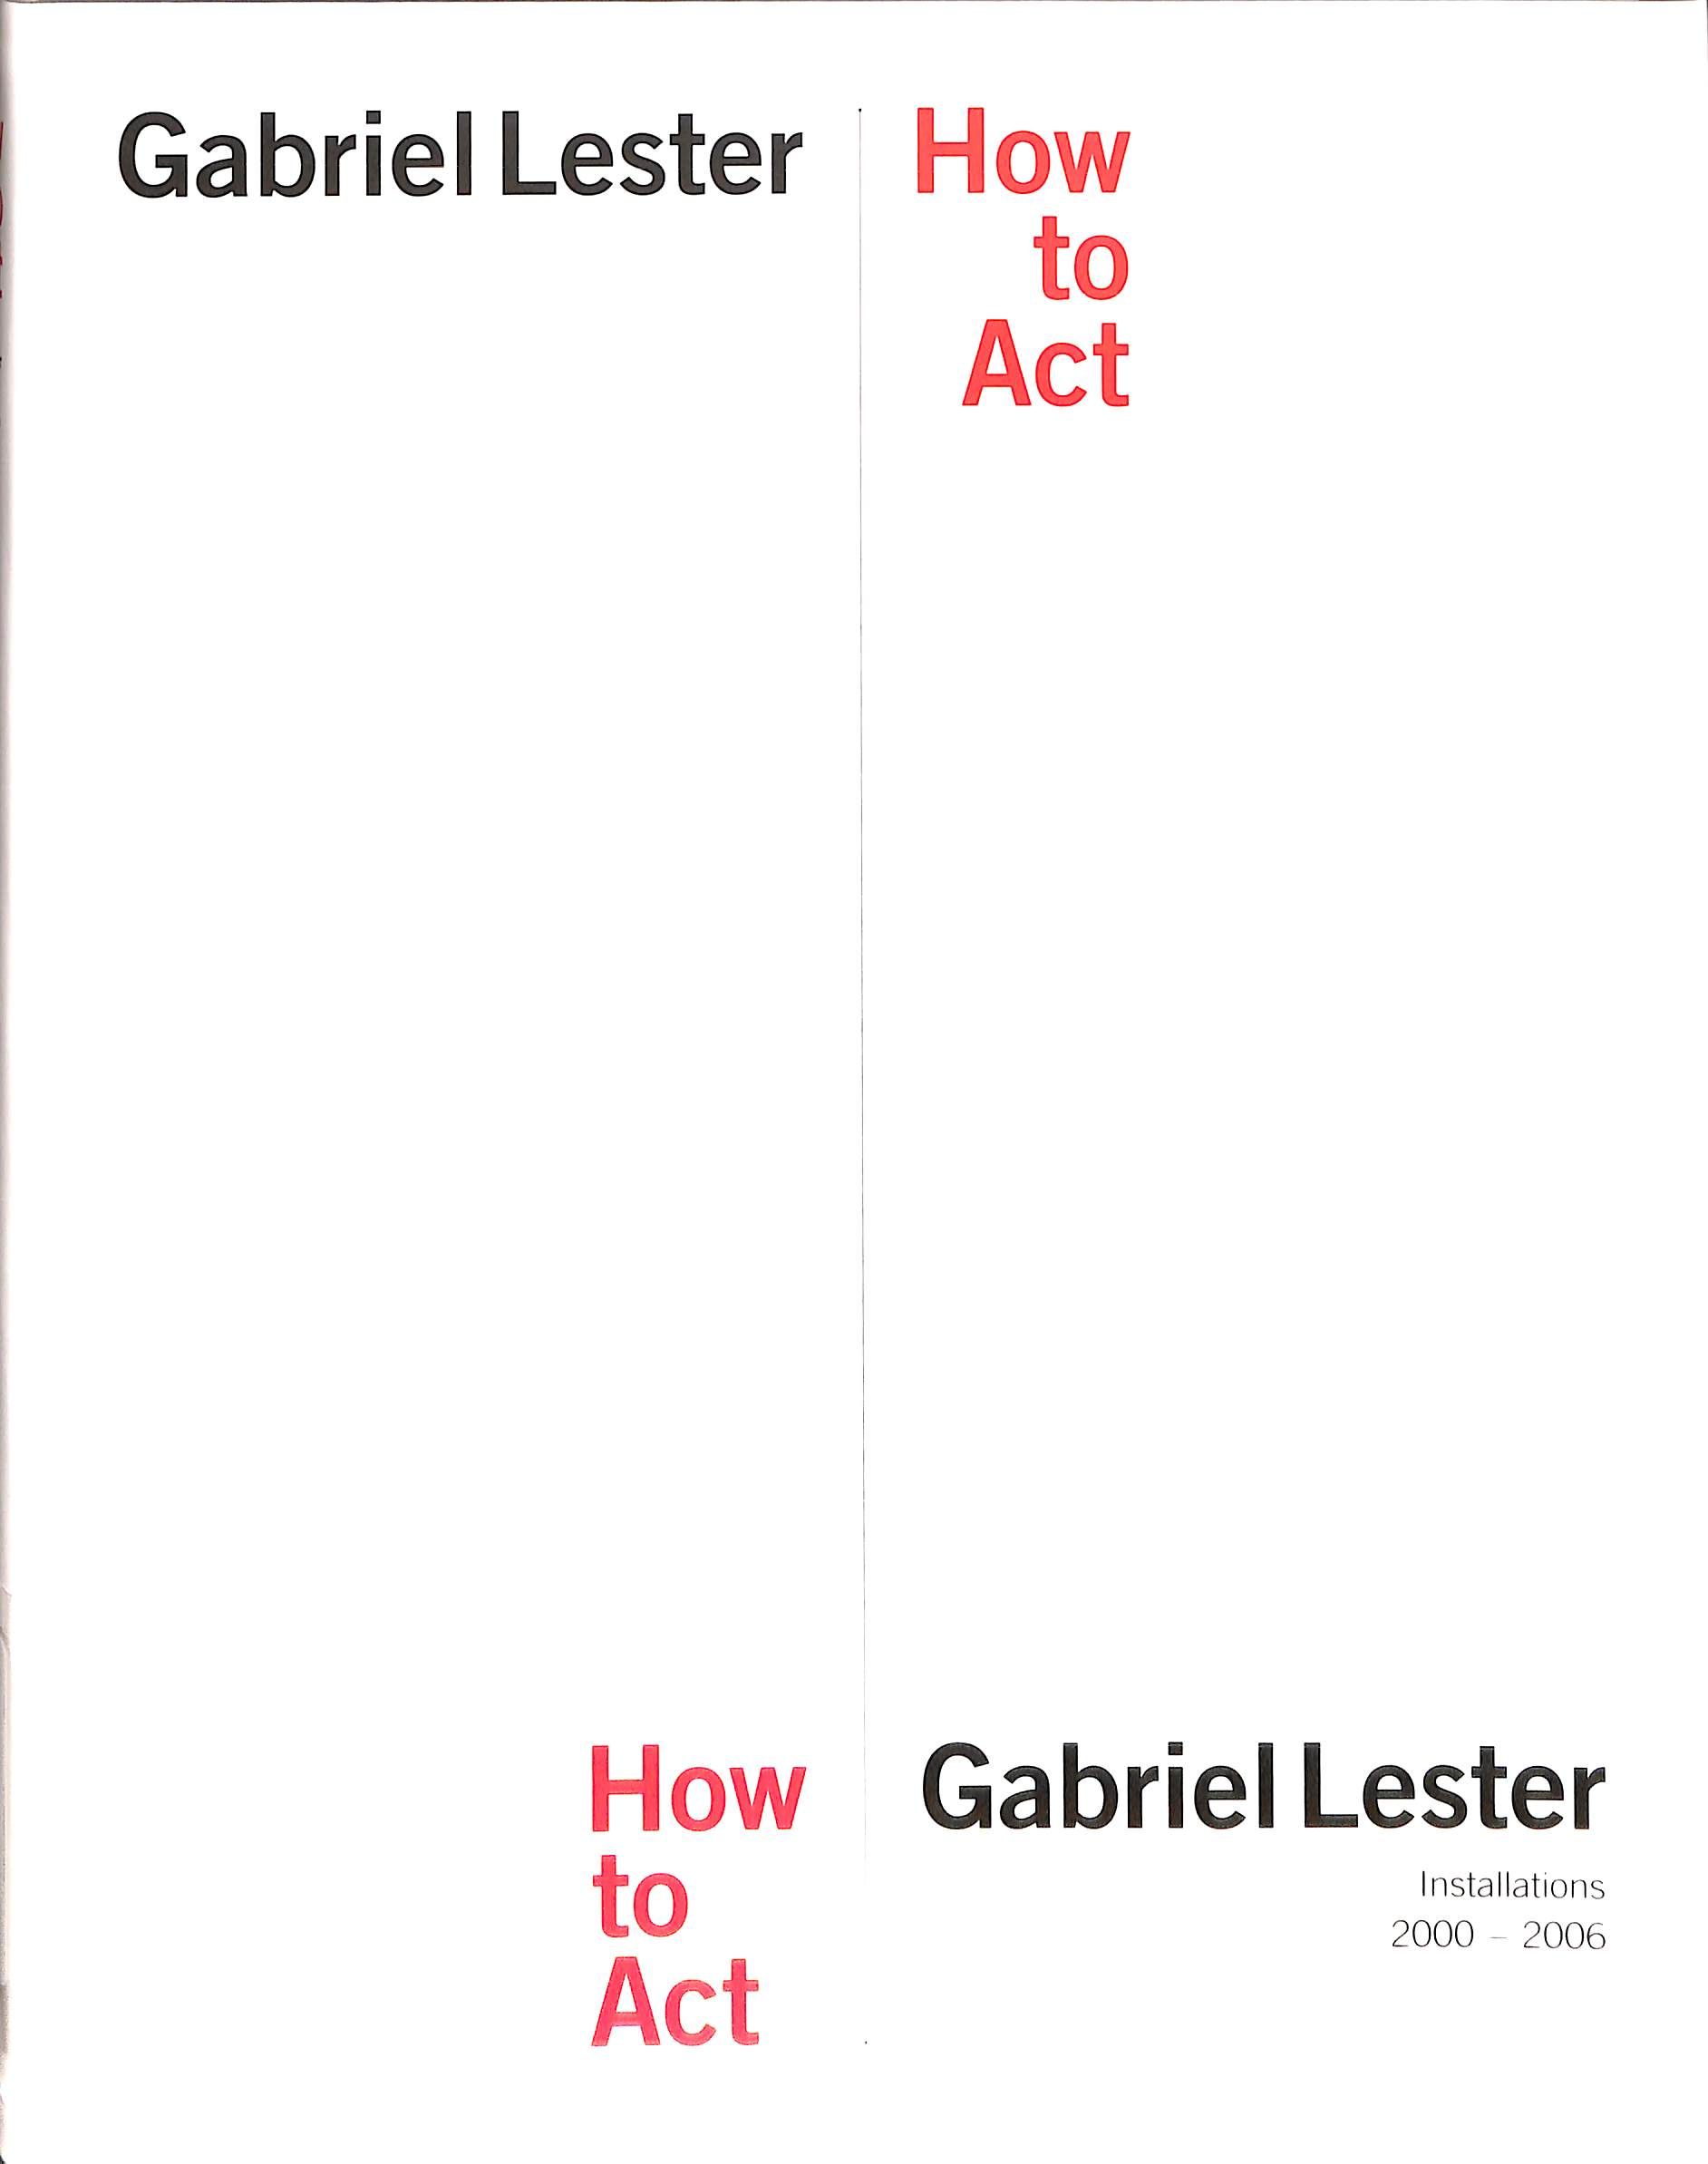 Gabriel Lester
How
to
Act
How
to
Act
Gabriel Lester
Installations
2000 – 2006